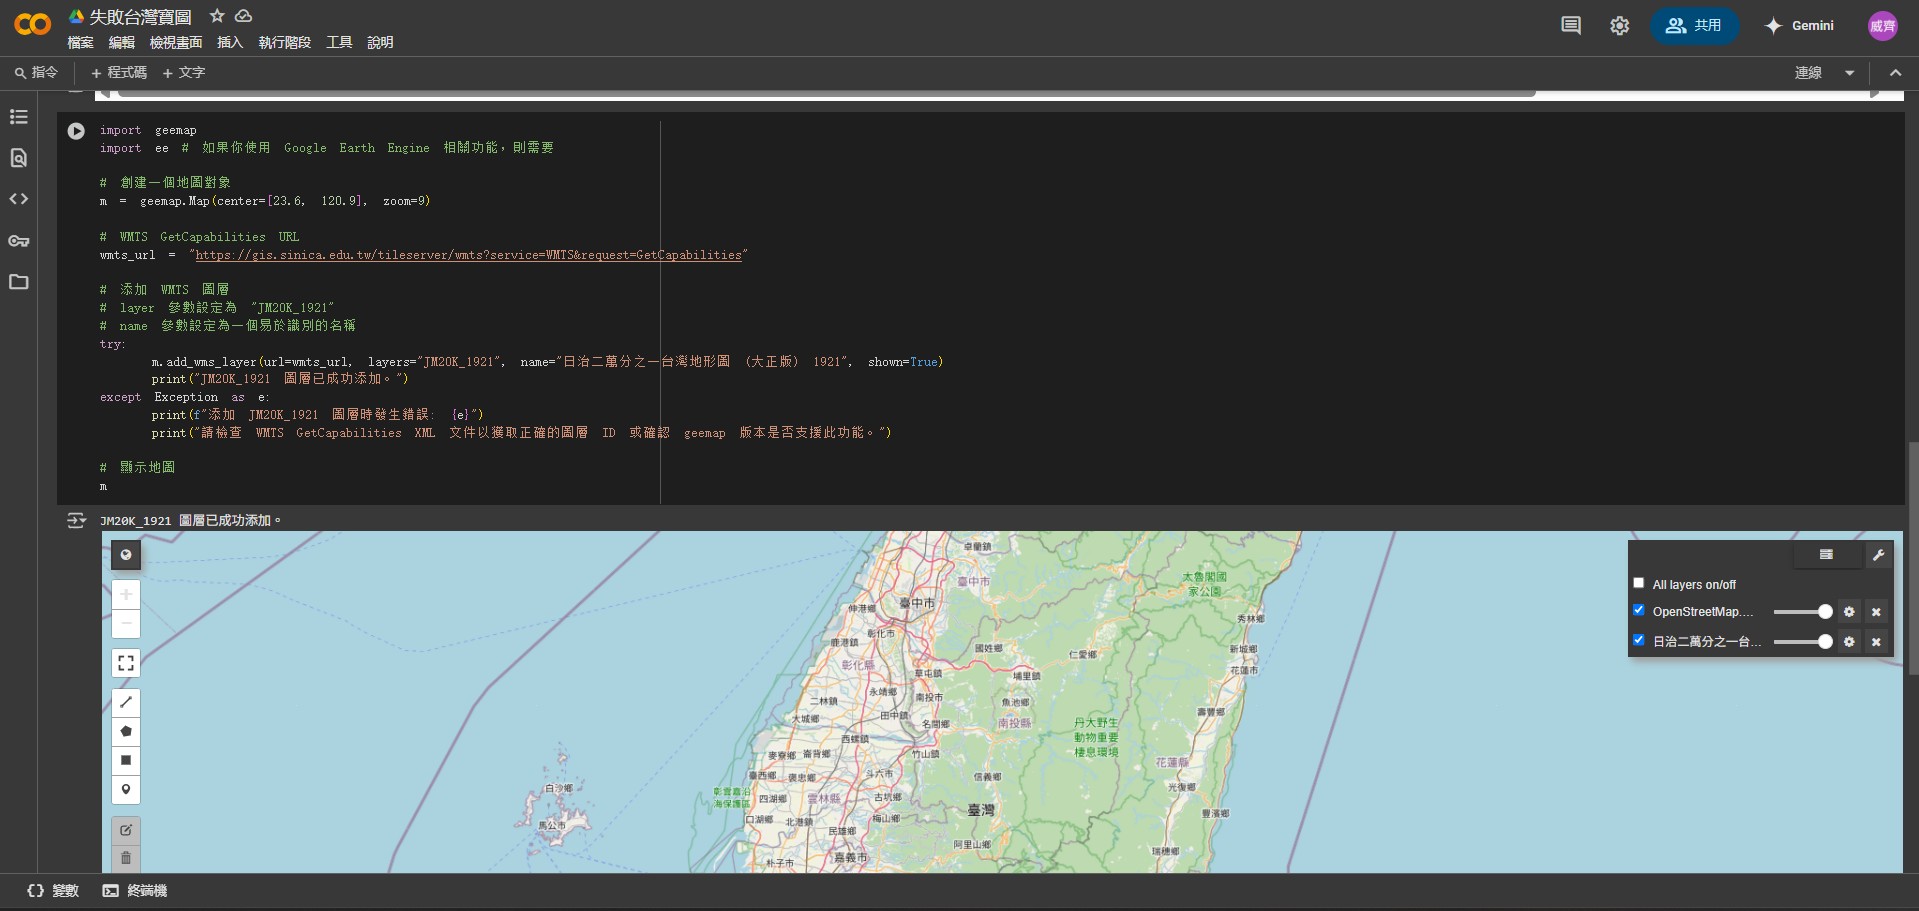 失敗台灣寶圖
檔案 編輯 檢視畫面 插入 執行階段 工具 說明
共用
Gemini
威齊
指令 + 程式碼 + 文字
連線
import geemap
import ee # 如果你使用 Google Earth Engine 相關功能，則需要
# 創建一個地圖對象
m = geemap.Map(center=[23.6, 120.9], zoom=9)
# WMTS GetCapabilities URL
wmts_url = "https://gis.sinica.edu.tw/tileserver/wmts?service=WMTS&request=GetCapabilities"
# 添加 WMTS 圖層
# layer 參數設定為 "JM20K_1921"
# name 參數設定為一個易於識別的名稱
try:
m.add_wms_layer(url=wmts_url, layers="JM20K_1921", name="日治二萬分之一台灣地形圖 (大正版) 1921", shown=True)
print("JM20K_1921 圖層已成功添加。")
except Exception as e:
print(f"添加 JM20K_1921 圖層時發生錯誤: {e}")
print("請檢查 WMTS GetCapabilities XML 文件以獲取正確的圖層 ID 或確認 geemap 版本是否支援此功能。")
# 顯示地圖
m
JM20K_1921 圖層已成功添加。
All layers on/off
OpenStreetMap....
日治二萬分之一台...
卓蘭鎮
臺中市
太魯閣國
家公園
臺中市
伸港鄉
秀林鄉
彰化市
鹿港鎮
國姓鄉
仁愛鄉
新城鄉
彰化縣
花蓮市
草屯鎮
埔里鎮
永靖鄉
南投市
二林鎮
魚池鄉
壽豐鄉
大城鄉
田中鎮
名間鄉
南投縣
丹大野生
動物重要
棲息環境
西螺鎮
麥寮鄉
崙背鄉
竹山鎮
花蓮縣
臺西鄉
褒忠鄉
斗六市
信義鄉
白沙鄉
光復鄉
彰雲嘉沿
海保護區
四湖鄉
雲林縣
古坑鄉
臺灣
豐濱鄉
馬公市
口湖鄉
北港鎮
梅山鄉
民雄鄉
阿里山鄉
瑞穗鄉
朴子市
嘉義市
變數
終端機